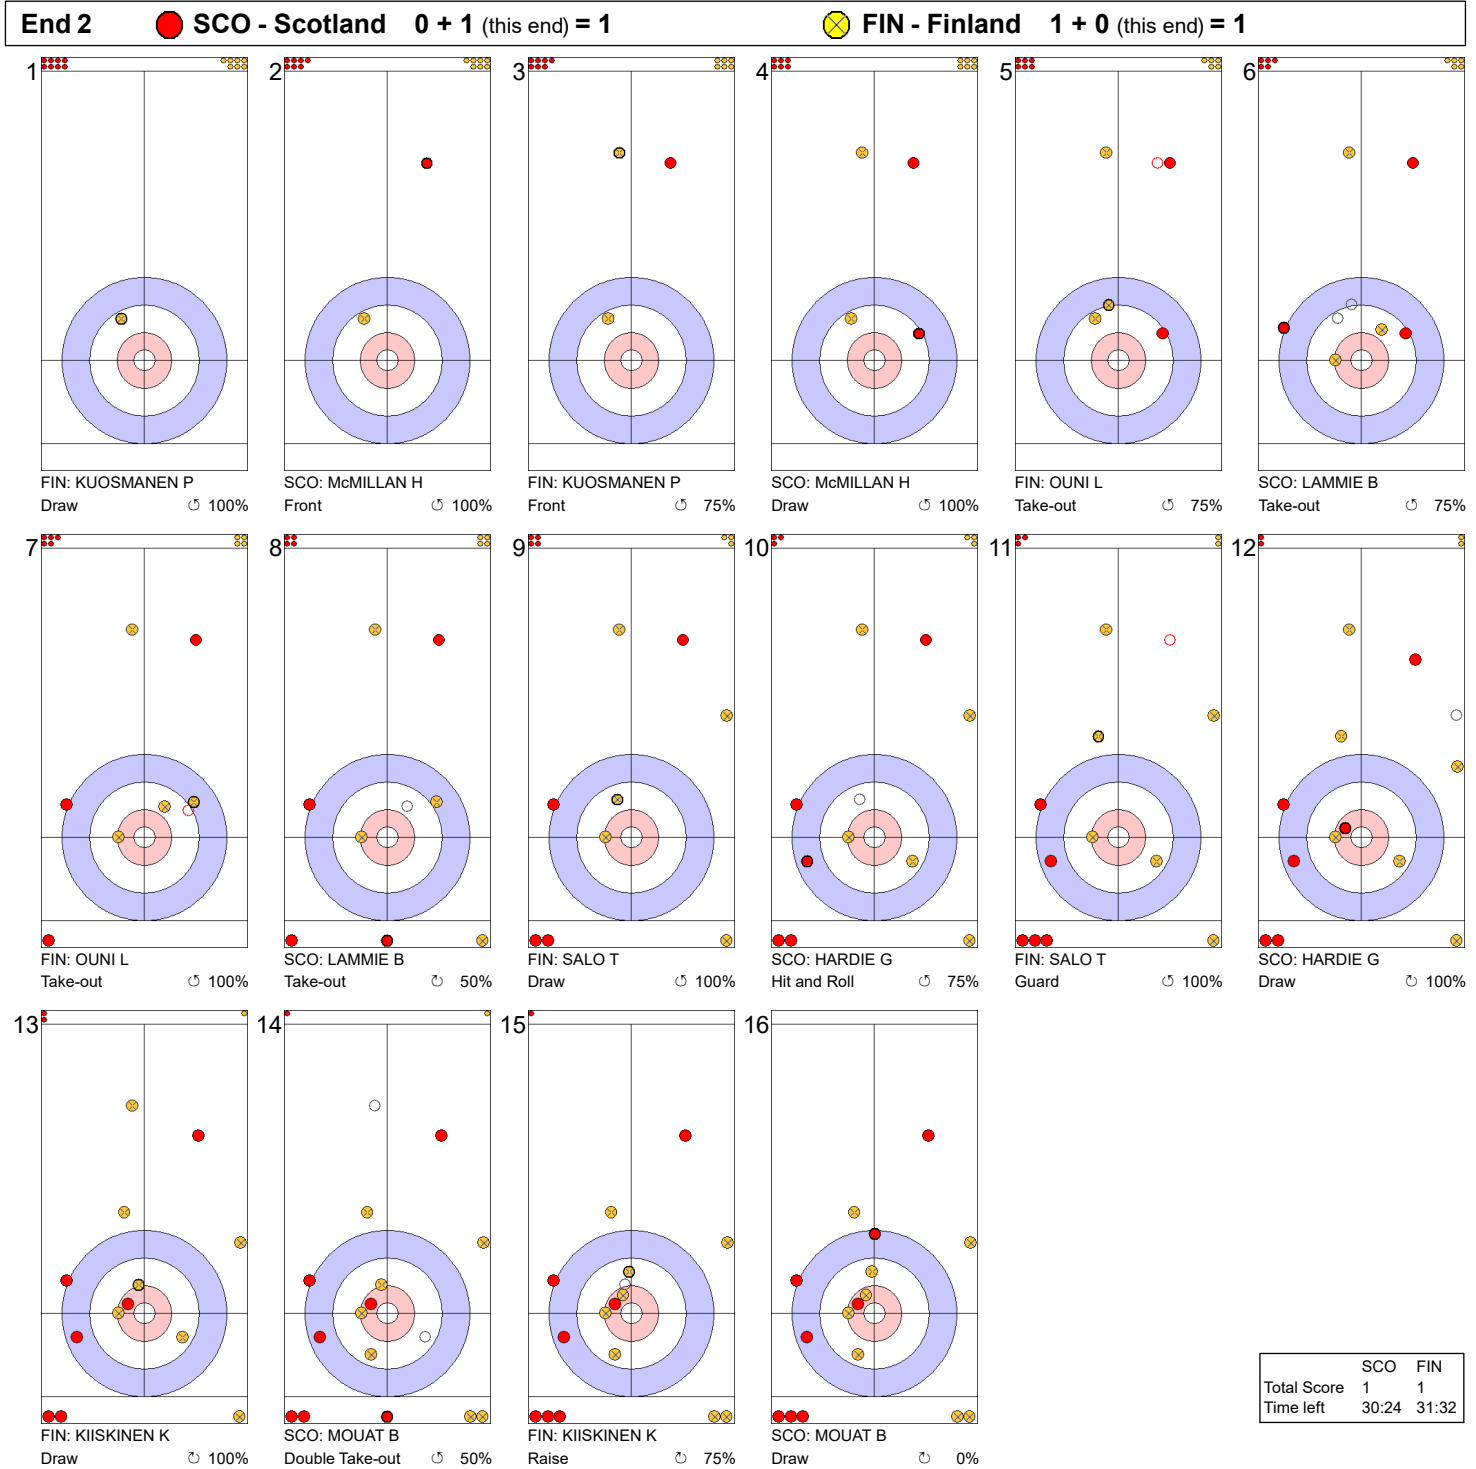 End 2 SCO - Scotland 0 + 1 (this end) = 1 FIN - Finland 1 + 0 (this end) = 1
1 2 3 4 5 6
FIN: KUOSMANEN P SCO: McMILLAN H FIN: KUOSMANEN P SCO: McMILLAN H FIN: OUNI L SCO: LAMMIE B
Draw ↺ 100% Front ↺ 100% Front ↺ 75% Draw ↺ 100% Take-out ↺ 75% Take-out ↺ 75%
7 8 9 10 11 12
FIN: OUNI L SCO: LAMMIE B FIN: SALO T SCO: HARDIE G FIN: SALO T SCO: HARDIE G
Take-out ↺ 100% Take-out ↻ 50% Draw ↺ 100% Hit and Roll ↺ 75% Guard ↺ 100% Draw ↻ 100%
13 14 15 16
FIN: KIISKINEN K SCO: MOUAT B FIN: KIISKINEN K SCO: MOUAT B
Draw ↻ 100% Double Take-out ↺ 50% Raise ↻ 75% Draw ↻ 0%
SCO FIN
Total Score 1 1
Time left 30:24 31:32